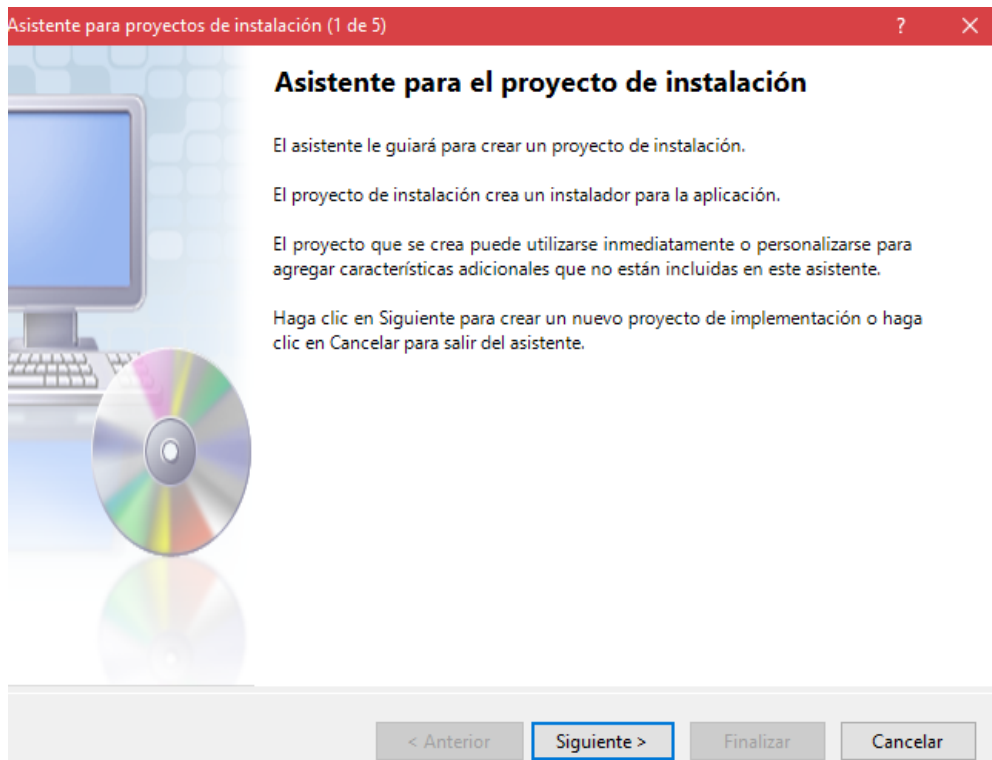 Asistente para proyectos de instalación (1 de 5)
?
Asistente para el proyecto de instalación
El asistente le guiará para crear un proyecto de instalación.
El proyecto de instalación crea un instalador para la aplicación.
El proyecto que se crea puede utilizarse inmediatamente o personalizarse para
agregar características adicionales que no están incluidas en este asistente.
Haga clic en Siguiente para crear un nuevo proyecto de implementación o haga
clic en Cancelar para salir del asistente.
< Anterior
Siguiente >
Finalizar
Cancelar